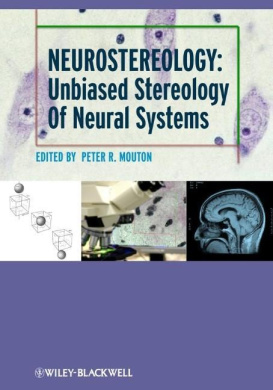 NEUROSTEREOLOGY:
Unbiased Stereology
Of Neural Systems
EDITED BY PETER R. MOUTON
WILEY-BLACKWELL